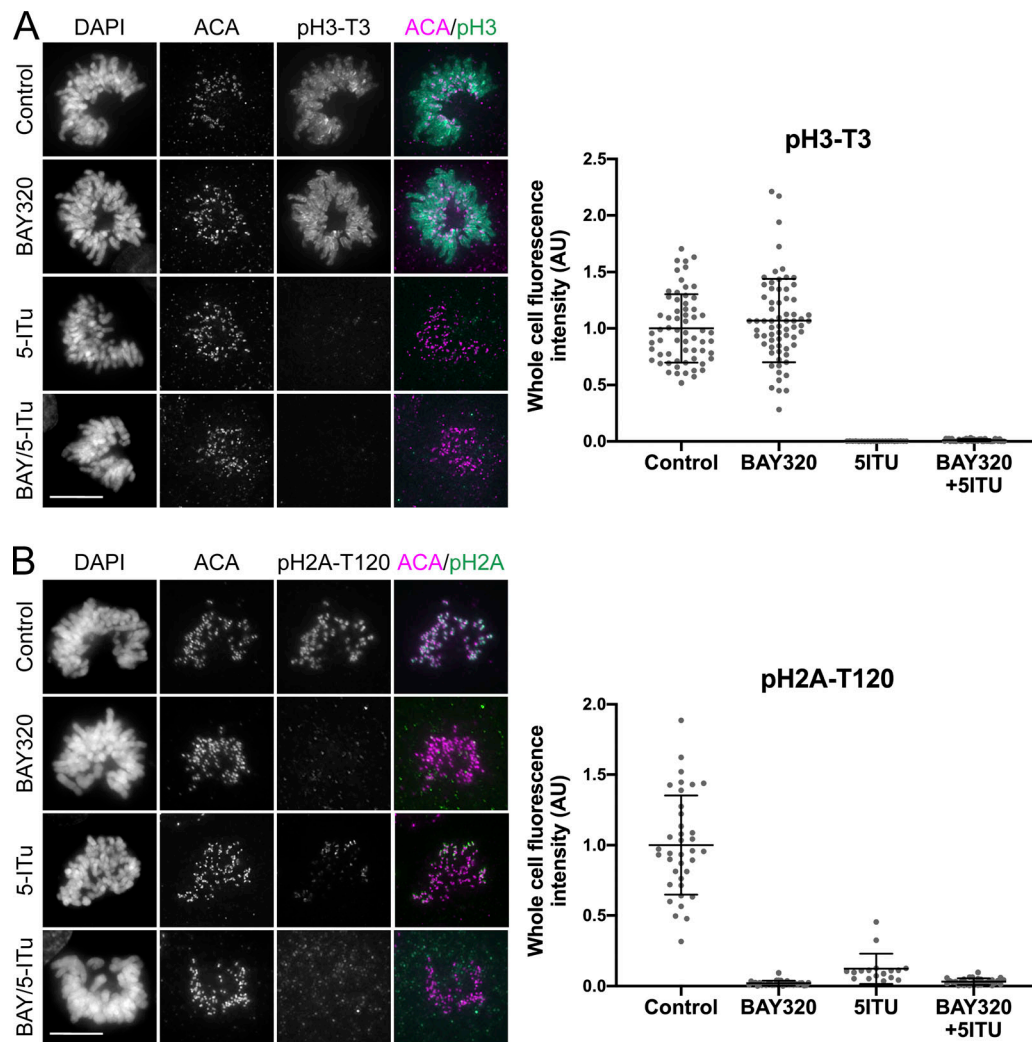 A
DAPI ACA pH3-T3 ACA/pH3
Control
BAY320
5-ITu
BAY/5-ITu
pH3-T3
Whole cell fluorescence
intensity (AU)
2.5
2.0
1.5
1.0
0.5
0.0
Control BAY320 5ITU BAY320
+5ITU
B
DAPI ACA pH2A-T120 ACA/pH2A
Control
BAY320
5-ITu
BAY/5-ITu
pH2A-T120
Whole cell fluorescence
intensity (AU)
2.0
1.5
1.0
0.5
0.0
Control BAY320 5ITU BAY320
+5ITU